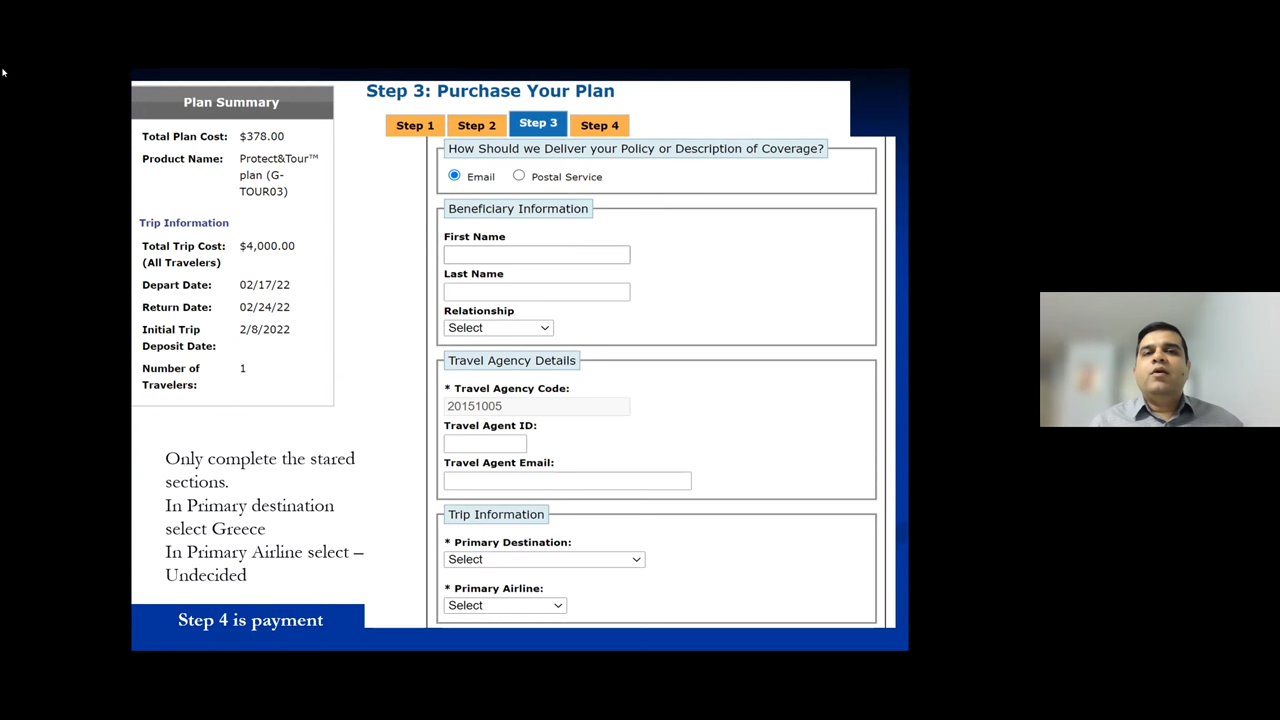 Plan Summary
Total Plan Cost: $378.00
Product Name: Protect&Tour™
plan (G-
TOUR03)
Trip Information
Total Trip Cost: $4,000.00
(All Travelers)
Depart Date: 02/17/22
Return Date: 02/24/22
Initial Trip 2/8/2022
Deposit Date:
Number of 1
Travelers:
Only complete the stared
sections.
In Primary destination
select Greece
In Primary Airline select –
Undecided
Step 4 is payment
Step 3: Purchase Your Plan
Step 1 Step 2 Step 3 Step 4
How Should we Deliver your Policy or Description of Coverage?
Email Postal Service
Beneficiary Information
First Name
Last Name
Relationship
Select
Travel Agency Details
* Travel Agency Code:
20151005
Travel Agent ID:
Travel Agent Email:
Trip Information
* Primary Destination:
Select
* Primary Airline:
Select